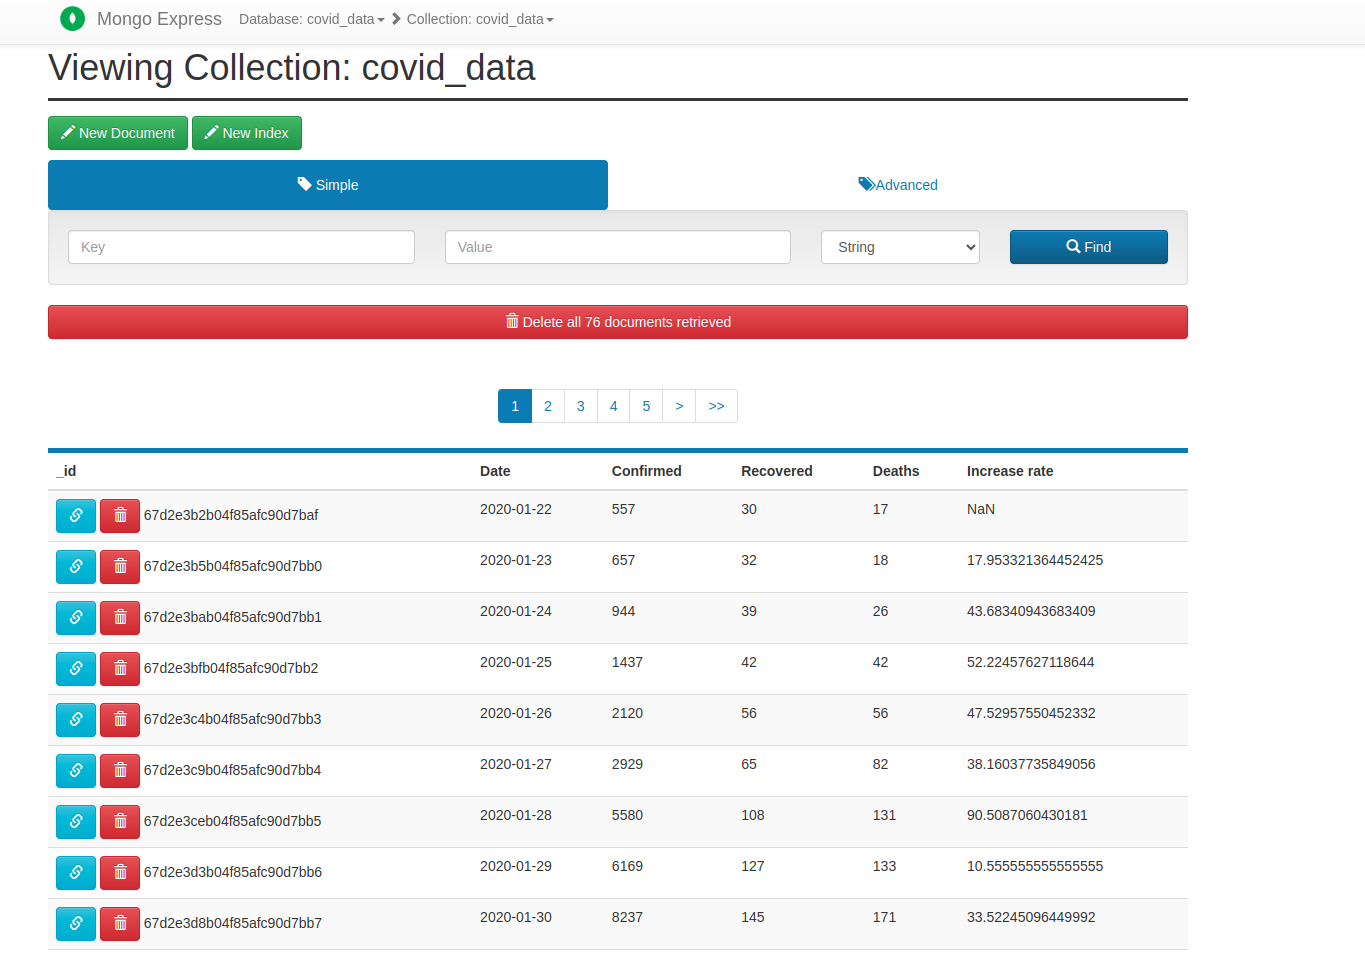 Mongo Express Database: covid_data Collection: covid_data
Viewing Collection: covid_data
New Document New Index
Simple Advanced
Key Value String Find
Delete all 76 documents retrieved
1 2 3 4 5 > >>
_id Date Confirmed Recovered Deaths Increase rate
67d2e3b2b04f85afc90d7baf 2020-01-22 557 30 17 NaN
67d2e3b5b04f85afc90d7bb0 2020-01-23 657 32 18 17.953321364452425
67d2e3bab04f85afc90d7bb1 2020-01-24 944 39 26 43.68340943683409
67d2e3bfb04f85afc90d7bb2 2020-01-25 1437 42 42 52.22457627118644
67d2e3c4b04f85afc90d7bb3 2020-01-26 2120 56 56 47.52957550452332
67d2e3c9b04f85afc90d7bb4 2020-01-27 2929 65 82 38.16037735849056
67d2e3ceb04f85afc90d7bb5 2020-01-28 5580 108 131 90.5087060430181
67d2e3d3b04f85afc90d7bb6 2020-01-29 6169 127 133 10.555555555555555
67d2e3d8b04f85afc90d7bb7 2020-01-30 8237 145 171 33.52245096449992